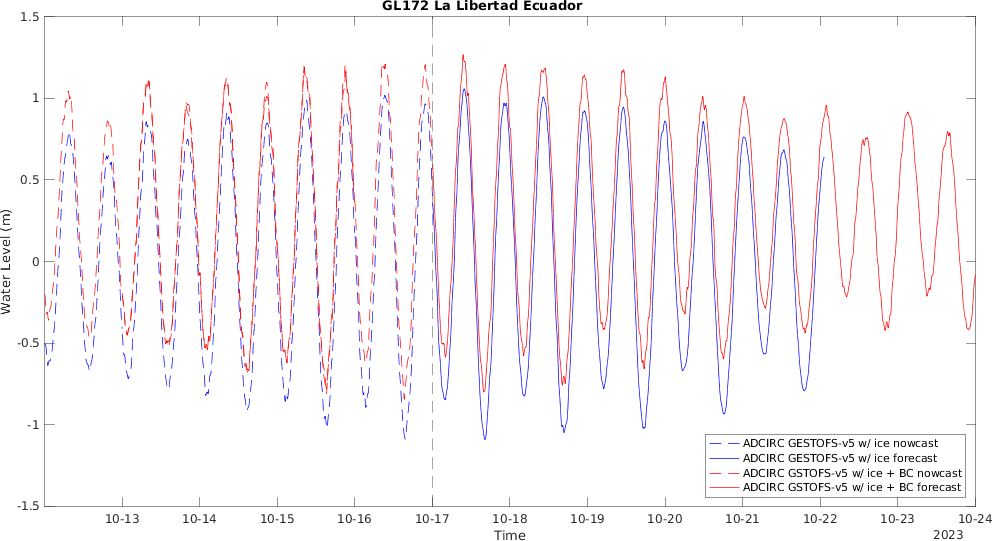 GL172 La Libertad Ecuador
1.5
1
0.5
0
-0.5
-1
-1.5
Water Level (m)
ADCIRC GESTOFS-v5 w/ ice nowcast
ADCIRC GESTOFS-v5 w/ ice forecast
ADCIRC GSTOFS-v5 w/ ice + BC nowcast
ADCIRC GSTOFS-v5 w/ ice + BC forecast
10-13 10-14 10-15 10-16 10-17 10-18 10-19 10-20 10-21 10-22 10-23 10-24
Time
2023